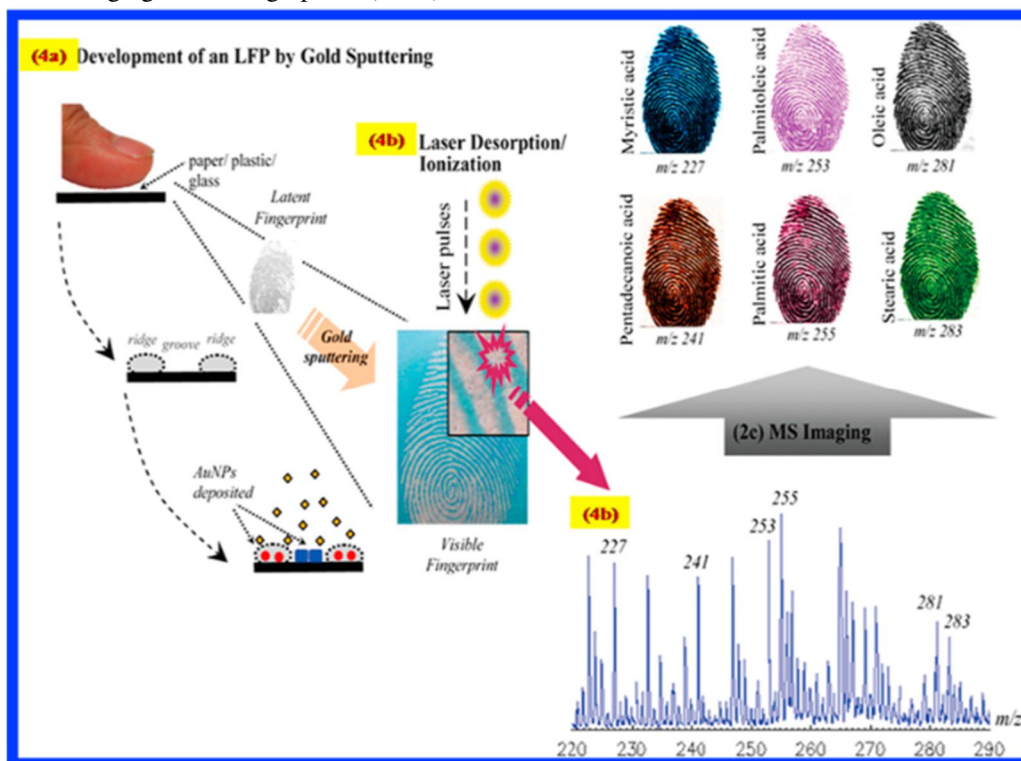 (4a) Development of an LFP by Gold Sputtering
paper/ plastic/
glass
Latent
Fingerprint
(4b) Laser Desorption/
Ionization
Laser pulses
ridge groove ridge
Gold
sputtering
AuNPs
deposited
Visible
Fingerprint
Myristic acid
m/z 227
Palmitoleic acid
m/z 253
Oleic acid
m/z 281
Pentadecanoic acid
m/z 241
Palmitic acid
m/z 255
Stearic acid
m/z 283
(2c) MS Imaging
(4b)
227
241
253
255
281
283
m/z
220 230 240 250 260 270 280 290